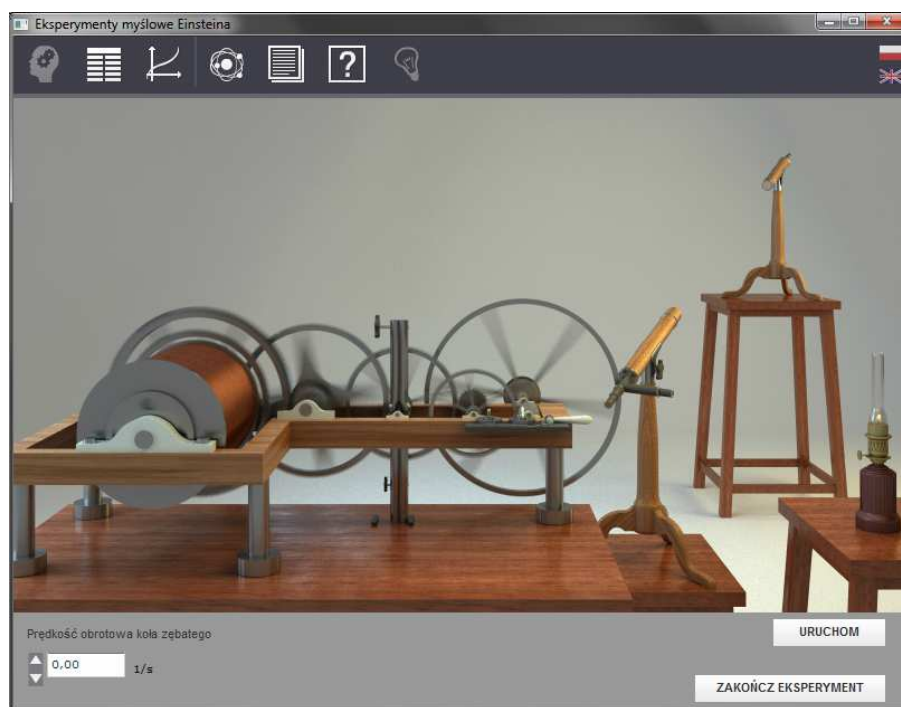 Eksperymenty myślowe Einsteina
?
Prędkość obrotowa koła zębatego
0,00 1/s
URUCHOM
ZAKOŃCZ EKSPERYMENT